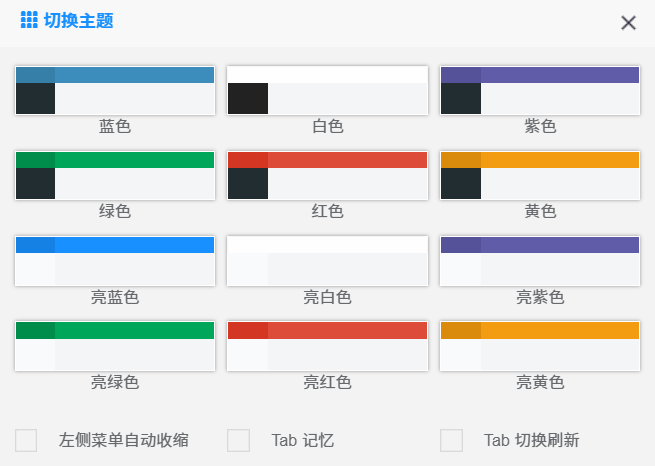 切换主题
蓝色 白色 紫色
绿色 红色 黄色
亮蓝色 亮白色 亮紫色
亮绿色 亮红色 亮黄色
左侧菜单自动收缩 Tab 记忆 Tab 切换刷新